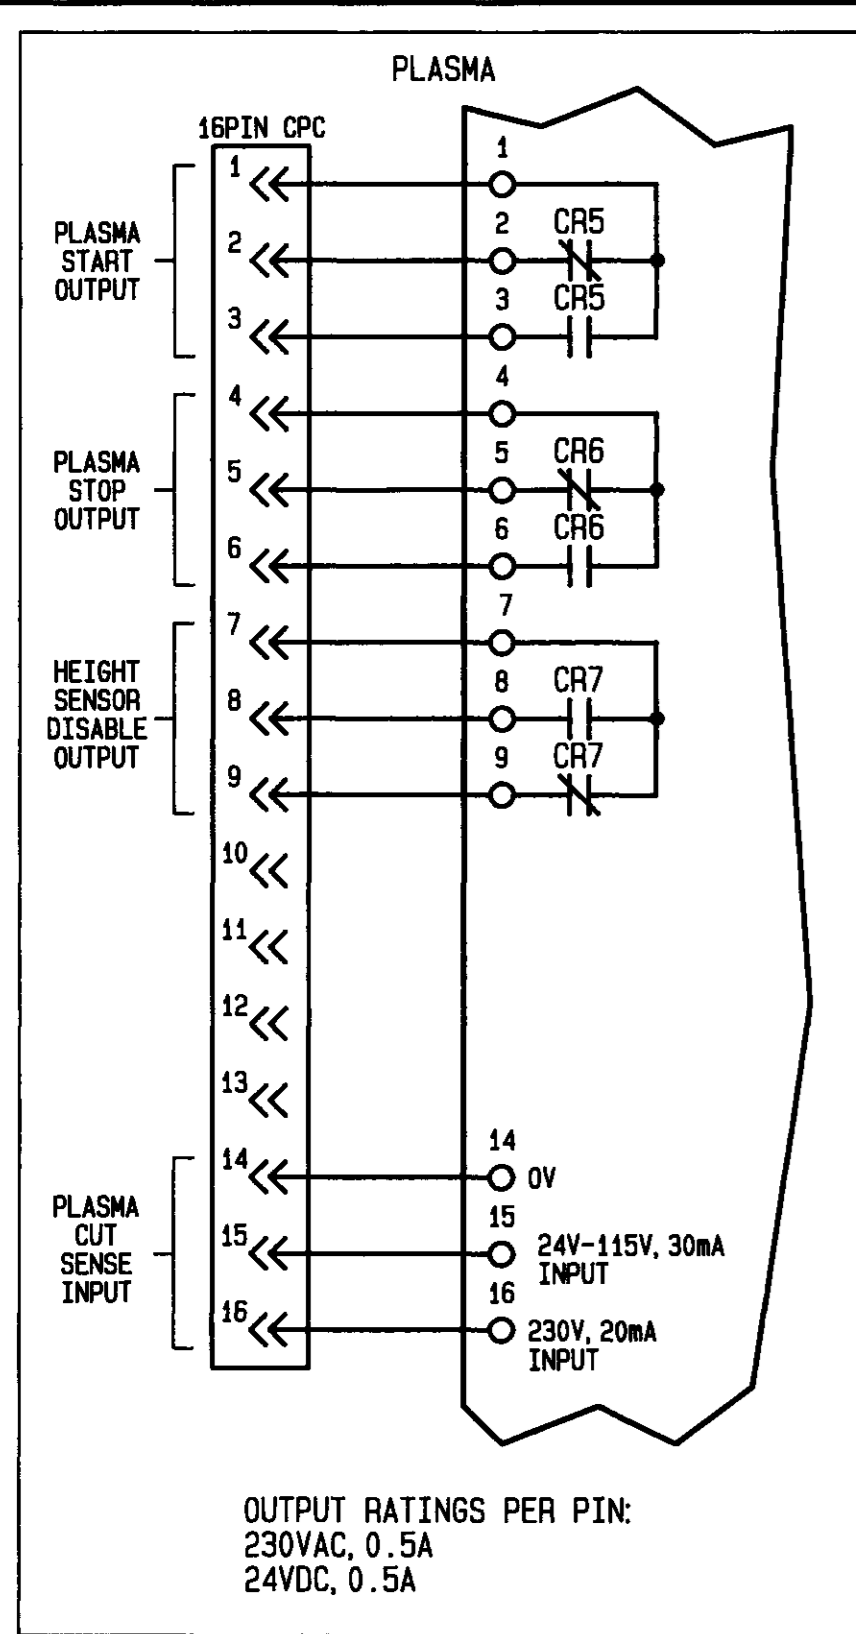 PLASMA
16PIN CPC
PLASMA
START
OUTPUT
1
2
3
1
2
CR5
3
CR5
PLASMA
STOP
OUTPUT
4
5
6
4
5
CR6
6
CR6
HEIGHT
SENSOR
DISABLE
OUTPUT
7
8
9
7
8
CR7
9
CR7
10
11
12
13
PLASMA
CUT
SENSE
INPUT
14
15
16
14
0V
15
24V-115V, 30mA
INPUT
16
230V, 20mA
INPUT
OUTPUT RATINGS PER PIN:
230VAC, 0.5A
24VDC, 0.5A